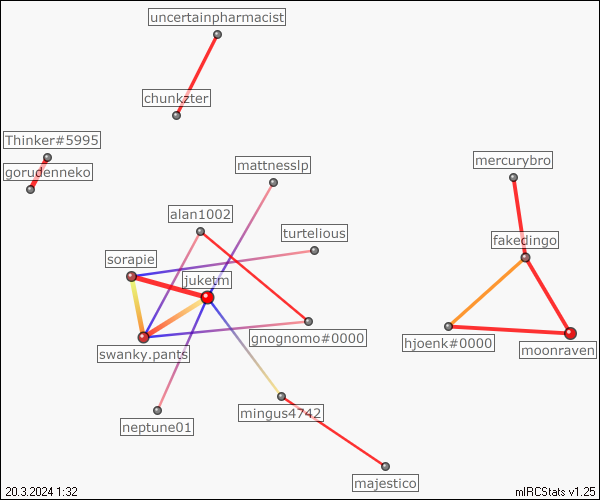 uncertainpharmacist
chunkzter
Thinker#5995
gorudenneko
mattnesslp
mercurybro
alan1002
turtelious
fakedingo
sorapie
juketm
gnognomo#0000
hjoenk#0000
moonraven
swanky.pants
neptune01
mingus4742
majestico
20.3.2024 1:32
mIRCStats v1.25